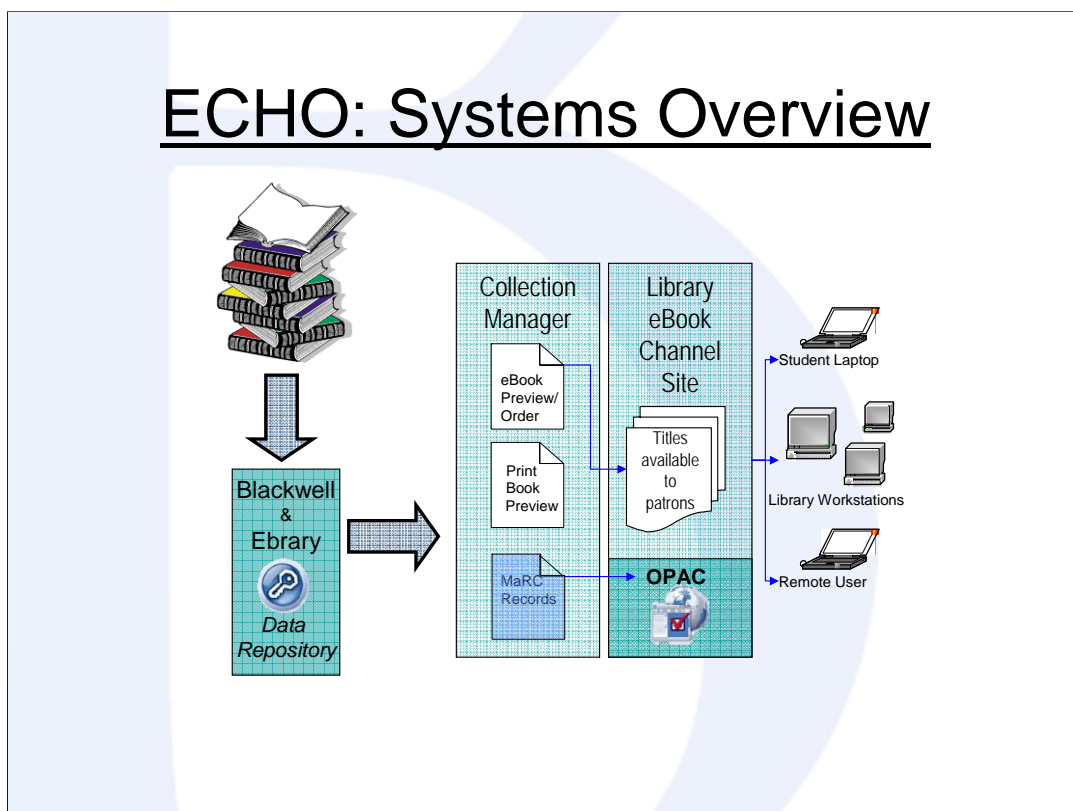 ECHO: Systems Overview
Blackwell
&
Ebrary
Data
Repository
Collection
Manager
eBook
Preview/
Order
Print
Book
Preview
MaRC
Records
Library
eBook
Channel
Site
Titles
available
to
patrons
OPAC
Student Laptop
Library Workstations
Remote User